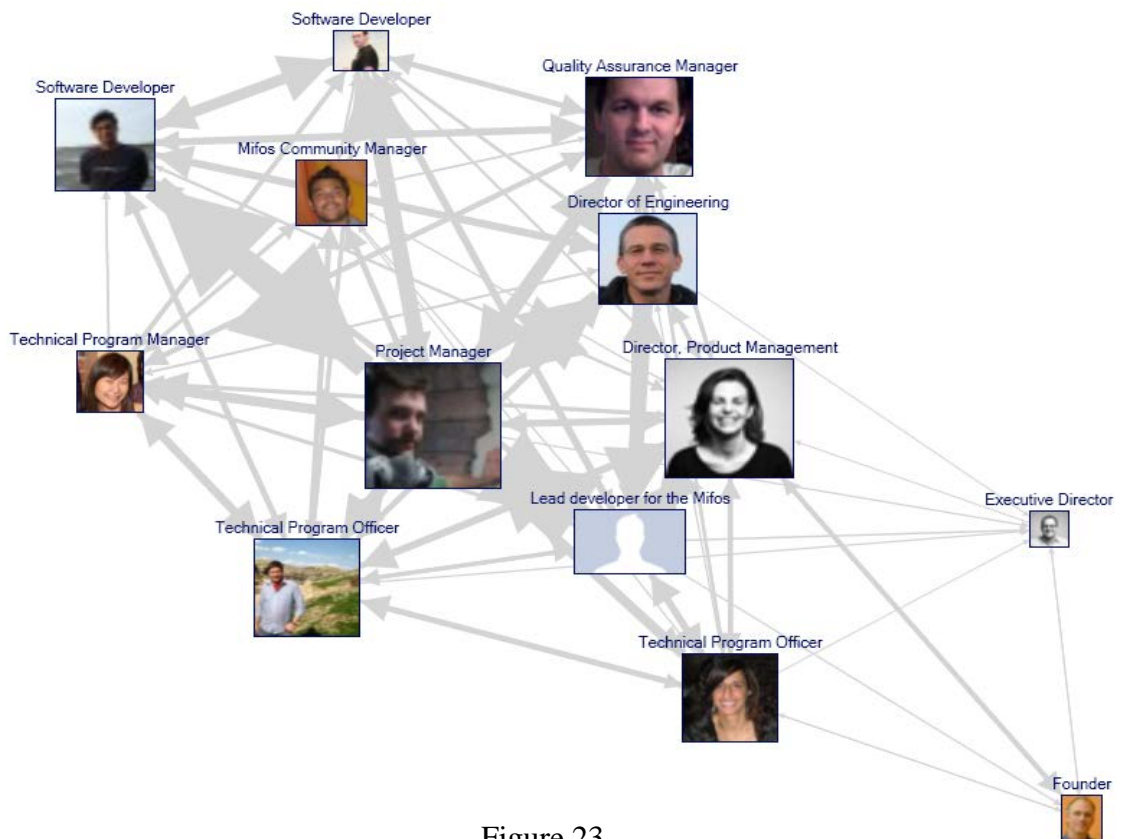 Software Developer
Quality Assurance Manager
Software Developer
Mifos Community Manager
Director of Engineering
Technical Program Manager
Project Manager
Director, Product Management
Lead developer for the Mifos
Executive Director
Technical Program Officer
Technical Program Officer
Founder
Figure 23